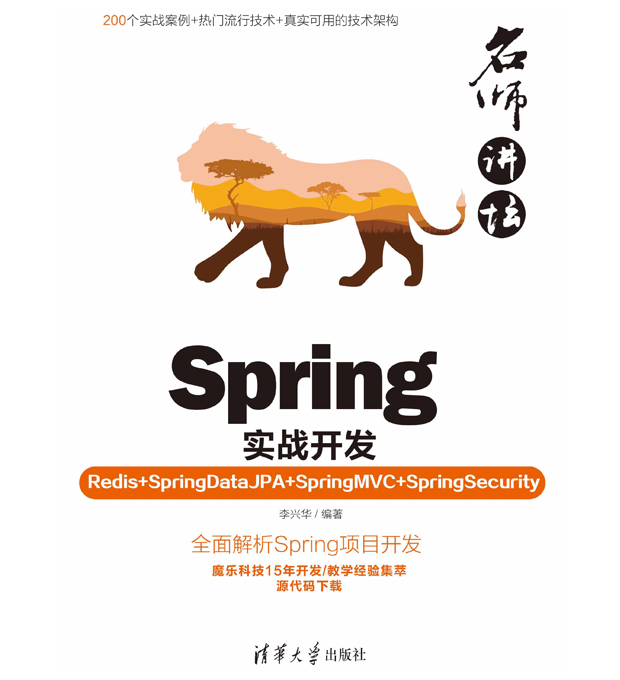 200个实战案例+热门流行技术+真实可用的技术架构
名师
讲
坛
Spring
实战开发
Redis+SpringDataJPA+SpringMVC+SpringSecurity
李兴华 / 编著
全面解析Spring项目开发
魔乐科技15年开发/教学经验集萃
源代码下载
清华大学出版社